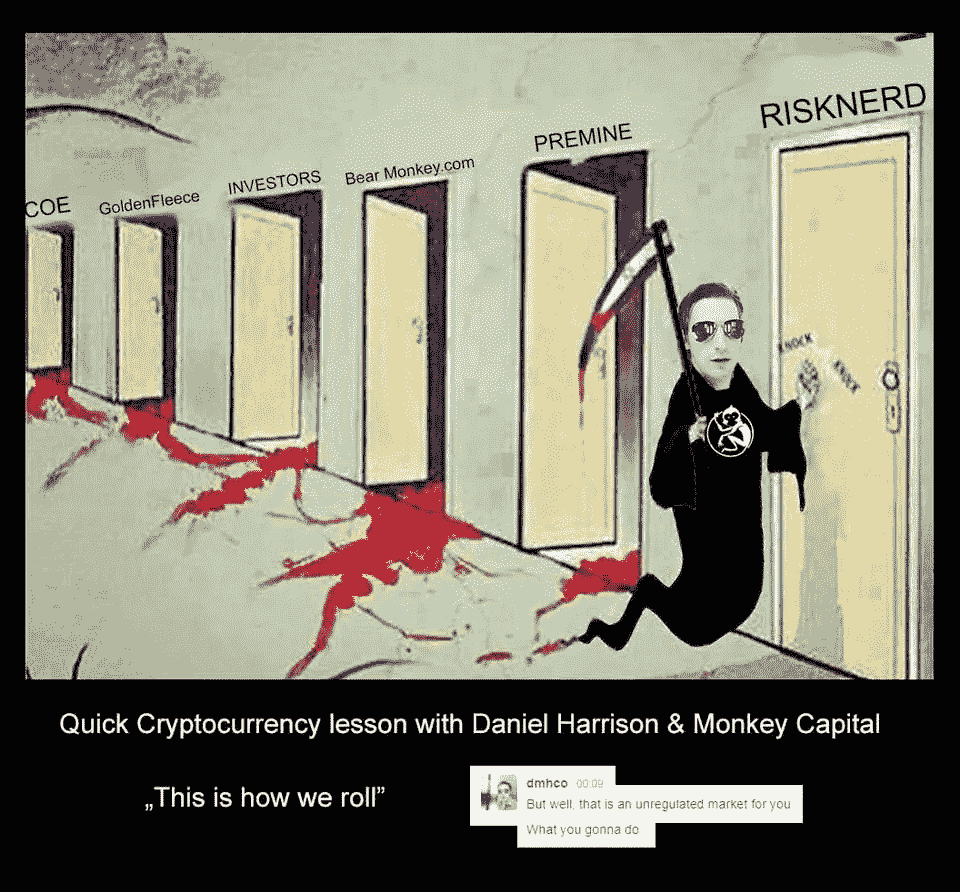 COE
GoldenFleece
INVESTORS
Bear Monkey.com
PREMINE
RISKNERD
KNOCK
KNOCK
Quick Cryptocurrency lesson with Daniel Harrison & Monkey Capital
„This is how we roll”
dmhco 00:09
But well, that is an unregulated market for you
What you gonna do